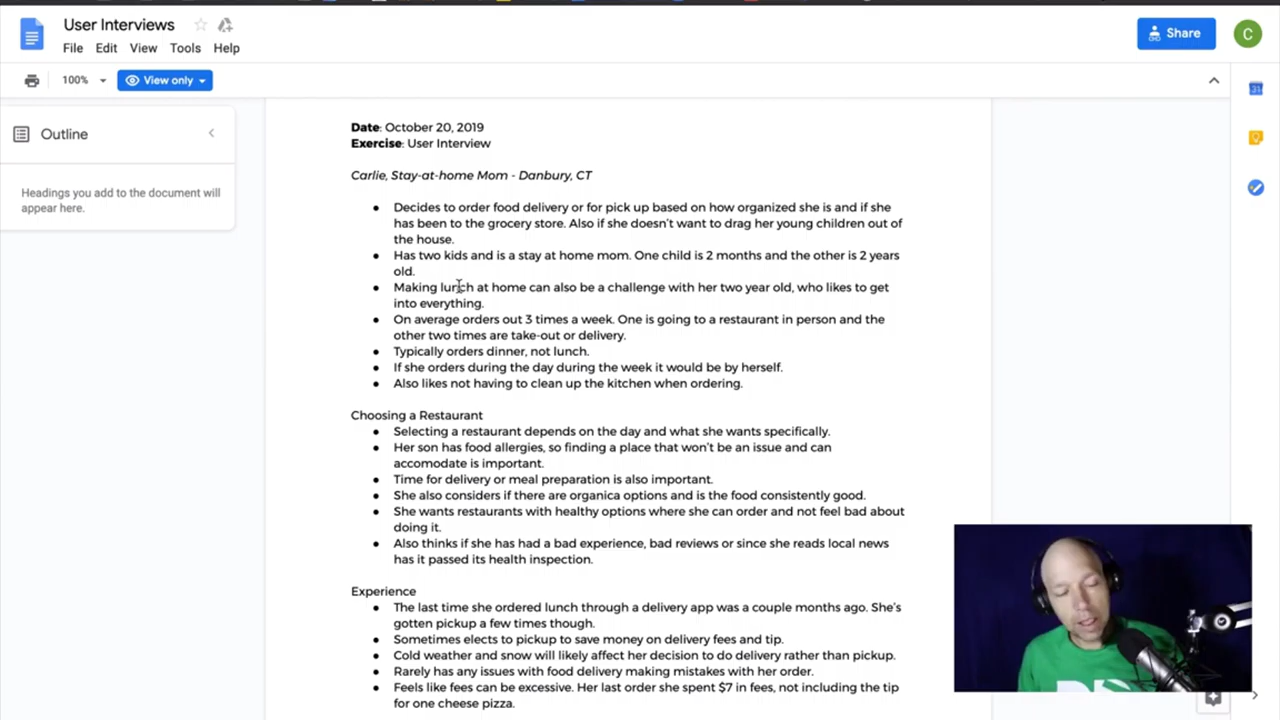 User Interviews
File Edit View Tools Help
Share
C
100%
View only
31
Outline
Headings you add to the document will
appear here.
Date: October 20, 2019
Exercise: User Interview
Carlie, Stay-at-home Mom - Danbury, CT
• Decides to order food delivery or for pick up based on how organized she is and if she
has been to the grocery store. Also if she doesn't want to drag her young children out of
the house.
• Has two kids and is a stay at home mom. One child is 2 months and the other is 2 years
old.
• Making lunch at home can also be a challenge with her two year old, who likes to get
into everything.
• On average orders out 3 times a week. One is going to a restaurant in person and the
other two times are take-out or delivery.
• Typically orders dinner, not lunch.
• If she orders during the day during the week it would be by herself.
• Also likes not having to clean up the kitchen when ordering.
Choosing a Restaurant
• Selecting a restaurant depends on the day and what she wants specifically.
• Her son has food allergies, so finding a place that won't be an issue and can
accomodate is important.
• Time for delivery or meal preparation is also important.
• She also considers if there are organica options and is the food consistently good.
• She wants restaurants with healthy options where she can order and not feel bad about
doing it.
• Also thinks if she has had a bad experience, bad reviews or since she reads local news
has it passed its health inspection.
Experience
• The last time she ordered lunch through a delivery app was a couple months ago. She's
gotten pickup a few times though.
• Sometimes elects to pickup to save money on delivery fees and tip.
• Cold weather and snow will likely affect her decision to do delivery rather than pickup.
• Rarely has any issues with food delivery making mistakes with her order.
• Feels like fees can be excessive. Her last order she spent $7 in fees, not including the tip
for one cheese pizza.